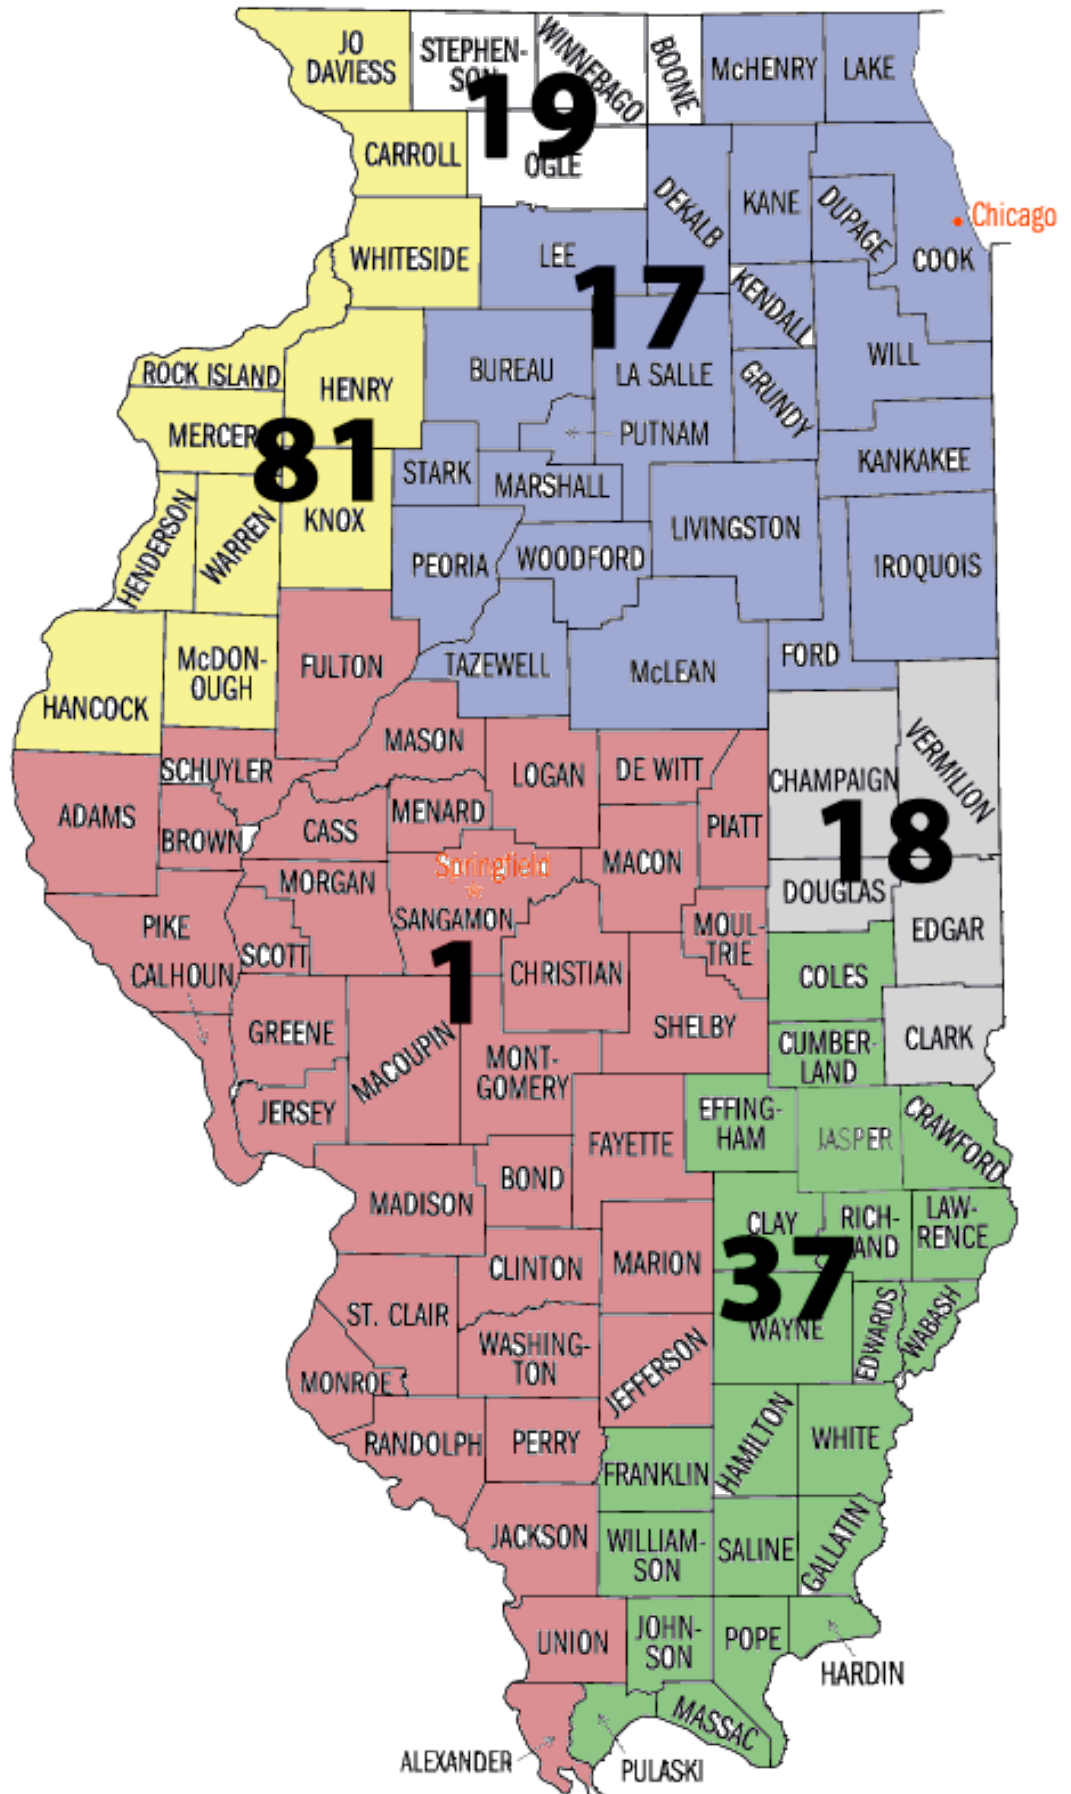 JO
DAVIESS
STEPHEN-
SON
WINNEBAGO
BOONE
McHENRY
LAKE
19
CARROLL
OGLE
DEKALB
KANE
DUPAGE
COOK
Chicago
WHITESIDE
LEE
17
KENDALL
ROCK ISLAND
HENRY
BUREAU
LA SALLE
GRUNDY
WILL
MERCER
81
PUTNAM
KANKAKEE
STARK
MARSHALL
HENDERSON
WARREN
KNOX
PEORIA
WOODFORD
LIVINGSTON
IROQUOIS
HANCOCK
McDON-
OUGH
FULTON
TAZEWELL
McLEAN
FORD
MASON
SCHUYLER
LOGAN
DE WITT
CHAMPAIGN
VERMILION
ADAMS
BROWN
CASS
MENARD
PIATT
18
Springfield
MACON
MORGAN
SANGAMON
DOUGLAS
EDGAR
PIKE
SCOTT
MOUL-
TRIE
CALHOUN
1
CHRISTIAN
COLES
GREENE
MACOUPIN
MONT-
GOMERY
SHELBY
CUMBER-
LAND
CLARK
JERSEY
FAYETTE
EFFING-
HAM
JASPER
CRAWFORD
MADISON
BOND
CLAY
RICH-
LAND
LAW-
RENCE
CLINTON
MARION
37
ST. CLAIR
WAYNE
EDWARDS
WABASH
WASHING-
TON
JEFFERSON
MONROE
RANDOLPH
PERRY
FRANKLIN
HAMILTON
WHITE
JACKSON
WILLIAM-
SON
SALINE
GALLATIN
UNION
JOHN-
SON
POPE
HARDIN
MASSAC
ALEXANDER
PULASKI